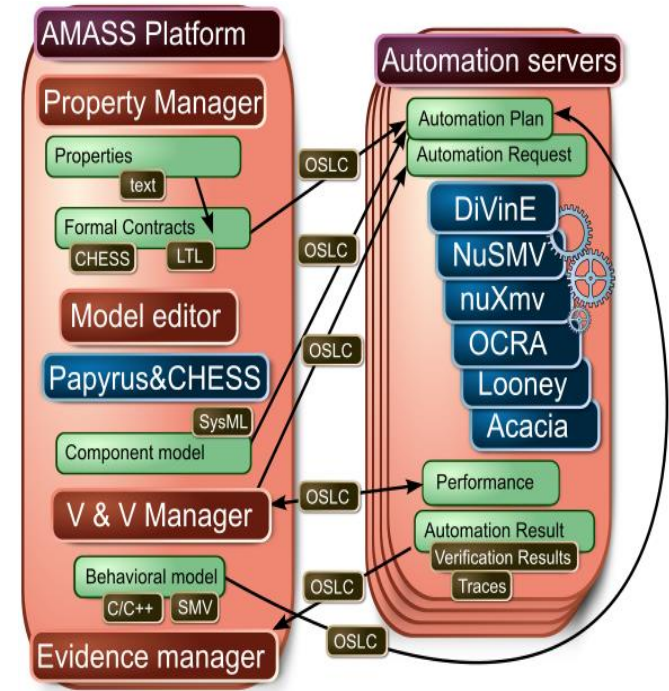 AMASS Platform
Property Manager
Properties
text
Formal Contracts
CHESS
LTL
Model editor
Papyrus&CHESS
SysML
Component model
V & V Manager
Behavioral model
C/C++
SMV
Evidence manager
OSLC
OSLC
OSLC
OSLC
OSLC
OSLC
Automation servers
Automation Plan
Automation Request
DiVinE
NuSMV
nuXmv
OCRA
Looney
Acacia
Performance
Automation Result
Verification Results
Traces